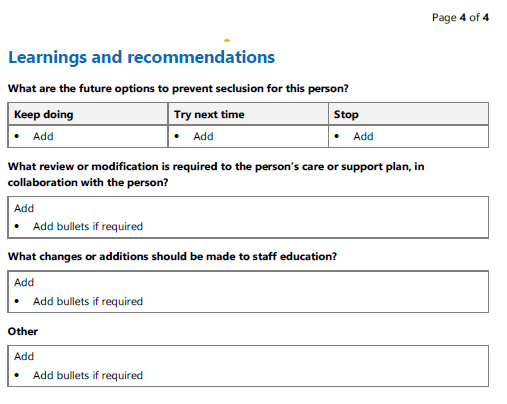 Page 4 of 4
Learnings and recommendations
What are the future options to prevent seclusion for this person?
Keep doing Try next time Stop
• Add • Add • Add
What review or modification is required to the person's care or support plan, in
collaboration with the person?
Add
• Add bullets if required
What changes or additions should be made to staff education?
Add
• Add bullets if required
Other
Add
• Add bullets if required